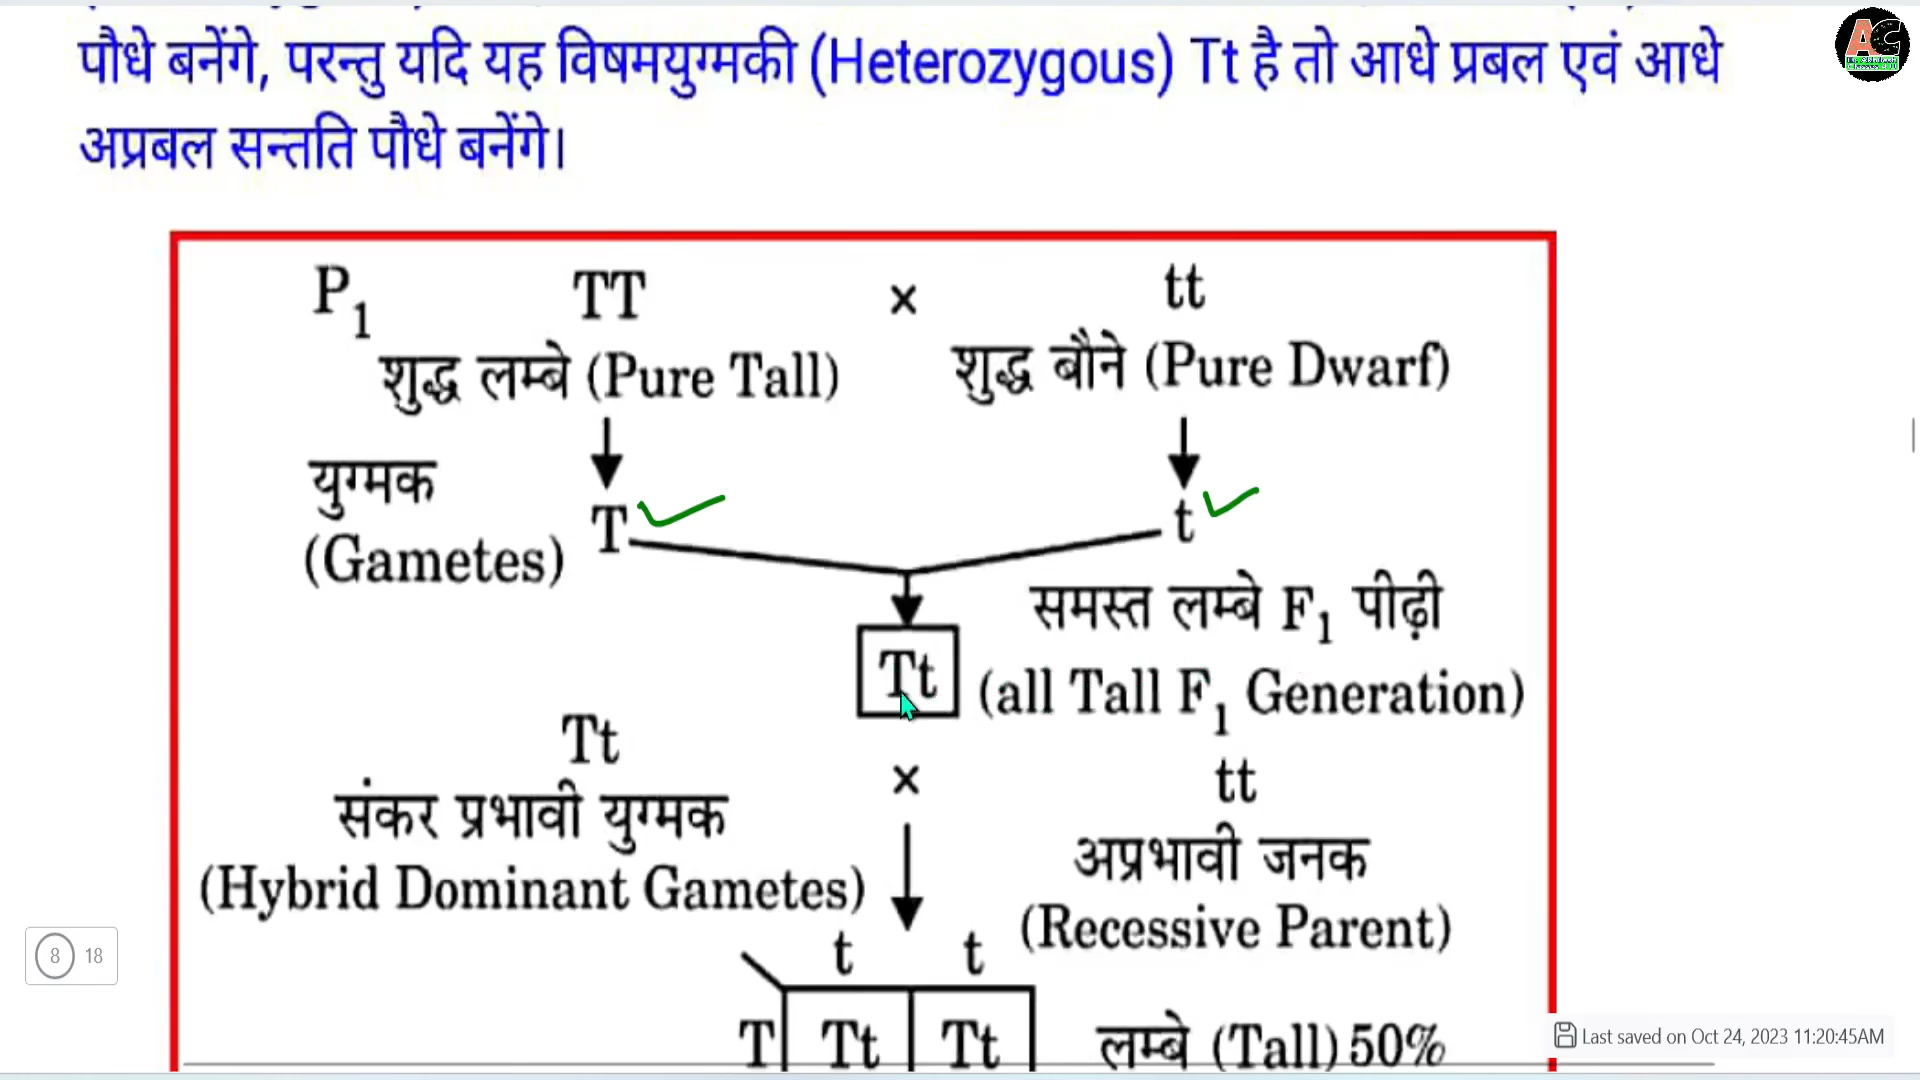 पौधे बनेंगे, परन्तु यदि यह विषमयुग्मकी (Heterozygous) Tt है तो आधे प्रबल एवं आधे
अप्रबल सन्तति पौधे बनेंगे।
P1 TT × tt
शुद्ध लम्बे (Pure Tall) शुद्ध बौने (Pure Dwarf)
युग्मक
(Gametes) T t
समस्त लम्बे F1 पीढ़ी
Tt (all Tall F1 Generation)
Tt × tt
संकर प्रभावी युग्मक अप्रभावी जनक
(Hybrid Dominant Gametes) (Recessive Parent)
t t
T Tt Tt लम्बे (Tall) 50%
8 18
Last saved on Oct 24, 2023 11:20:45AM
AC